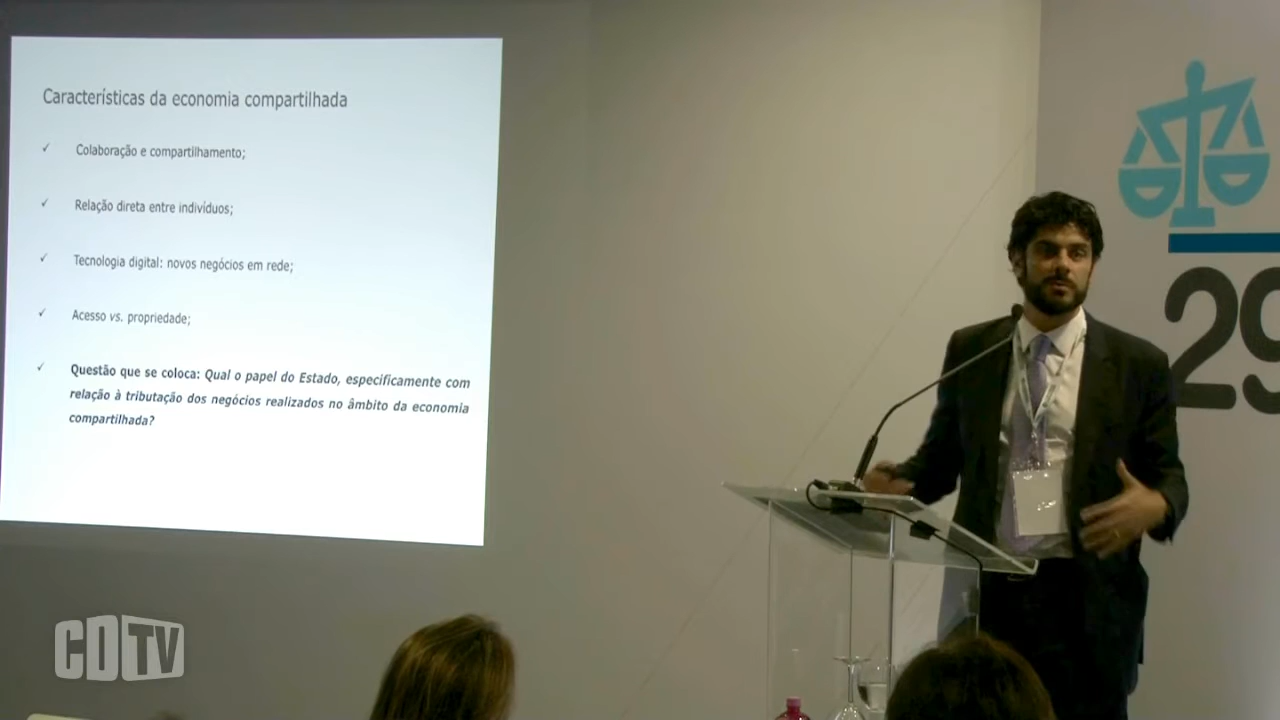 Características da economia compartilhada
✓ Colaboração e compartilhamento;
✓ Relação direta entre indivíduos;
✓ Tecnologia digital: novos negócios em rede;
✓ Acesso vs. propriedade;
✓ Questão que se coloca: Qual o papel do Estado, especificamente com
relação à tributação dos negócios realizados no âmbito da economia
compartilhada?
29
CDTV